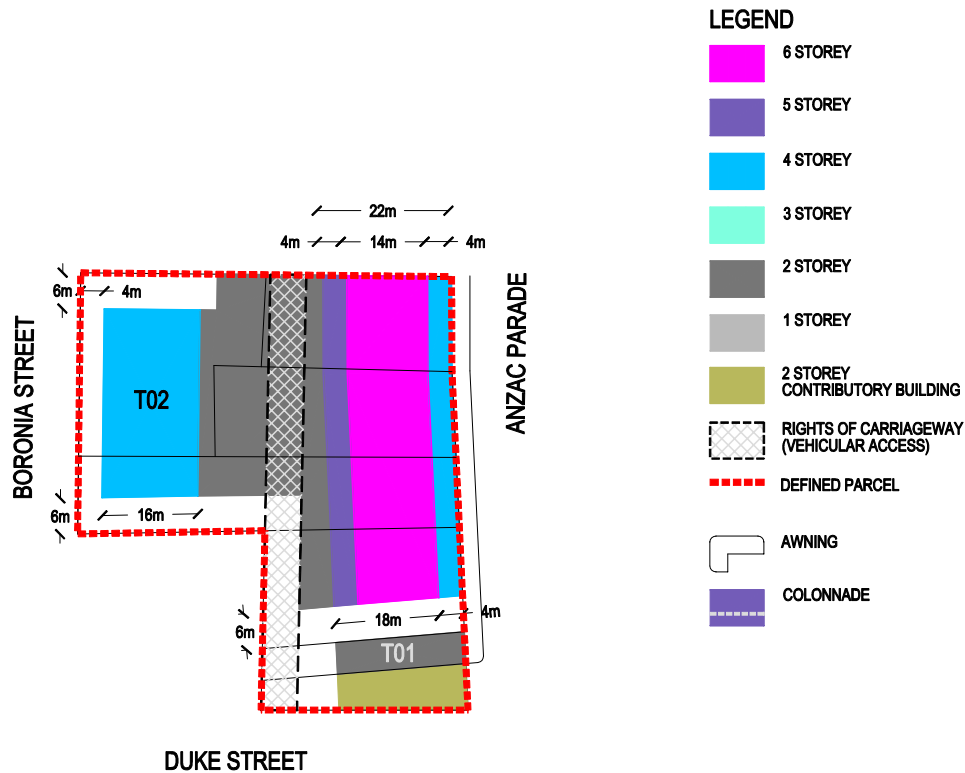 LEGEND
6 STOREY
5 STOREY
4 STOREY
3 STOREY
2 STOREY
1 STOREY
2 STOREY
CONTRIBUTORY BUILDING
RIGHTS OF CARRIAGEWAY
(VEHICULAR ACCESS)
DEFINED PARCEL
AWNING
COLONNADE
22m
4m
14m
4m
6m
4m
BORONIA STREET
ANZAC PARADE
T02
6m
16m
18m
4m
6m
T01
DUKE STREET